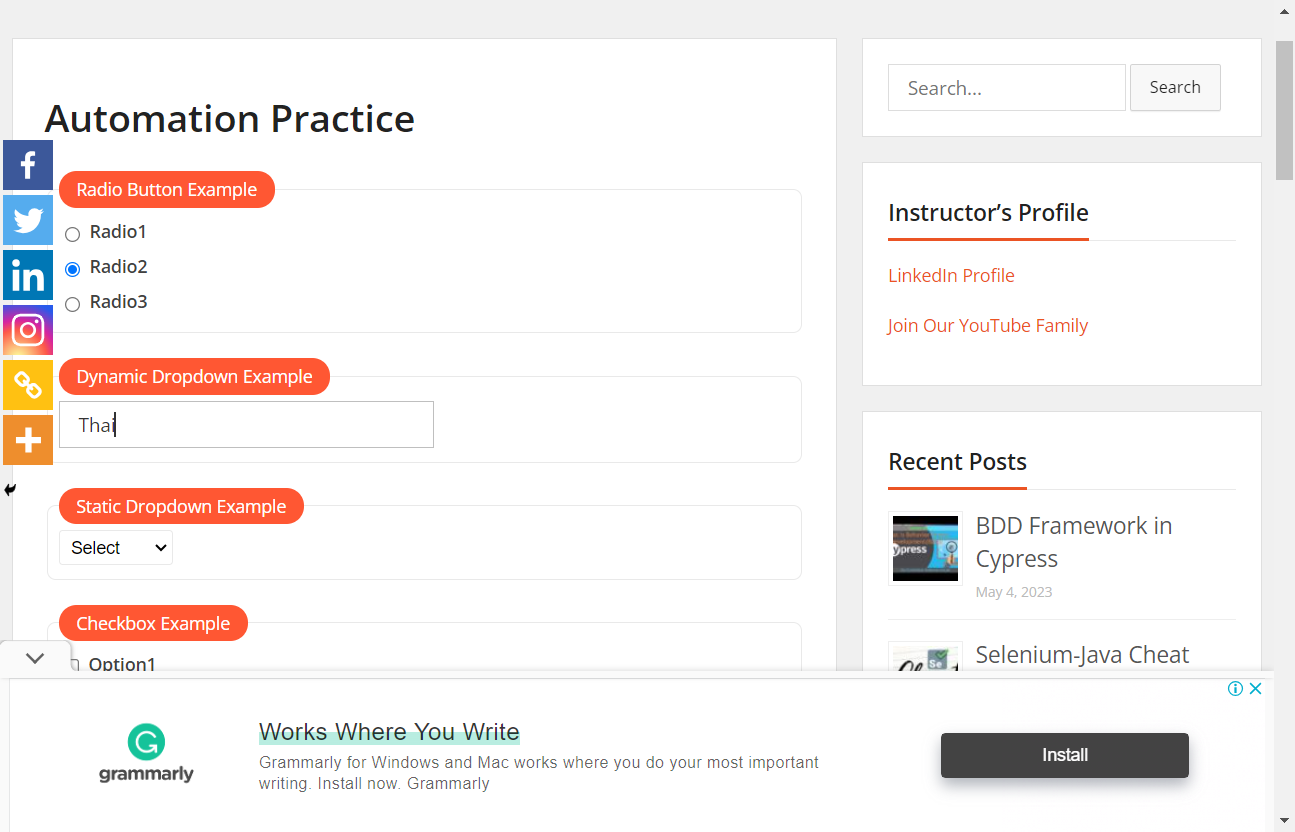 Automation Practice
Radio Button Example
Radio1
Radio2
Radio3
Dynamic Dropdown Example
Thai
Static Dropdown Example
Select
Checkbox Example
Option1
Search...
Search
Instructor’s Profile
LinkedIn Profile
Join Our YouTube Family
Recent Posts
BDD Framework in
Cypress
May 4, 2023
Selenium-Java Cheat
grammarly
Works Where You Write
Grammarly for Windows and Mac works where you do your most important
writing. Install now. Grammarly
Install